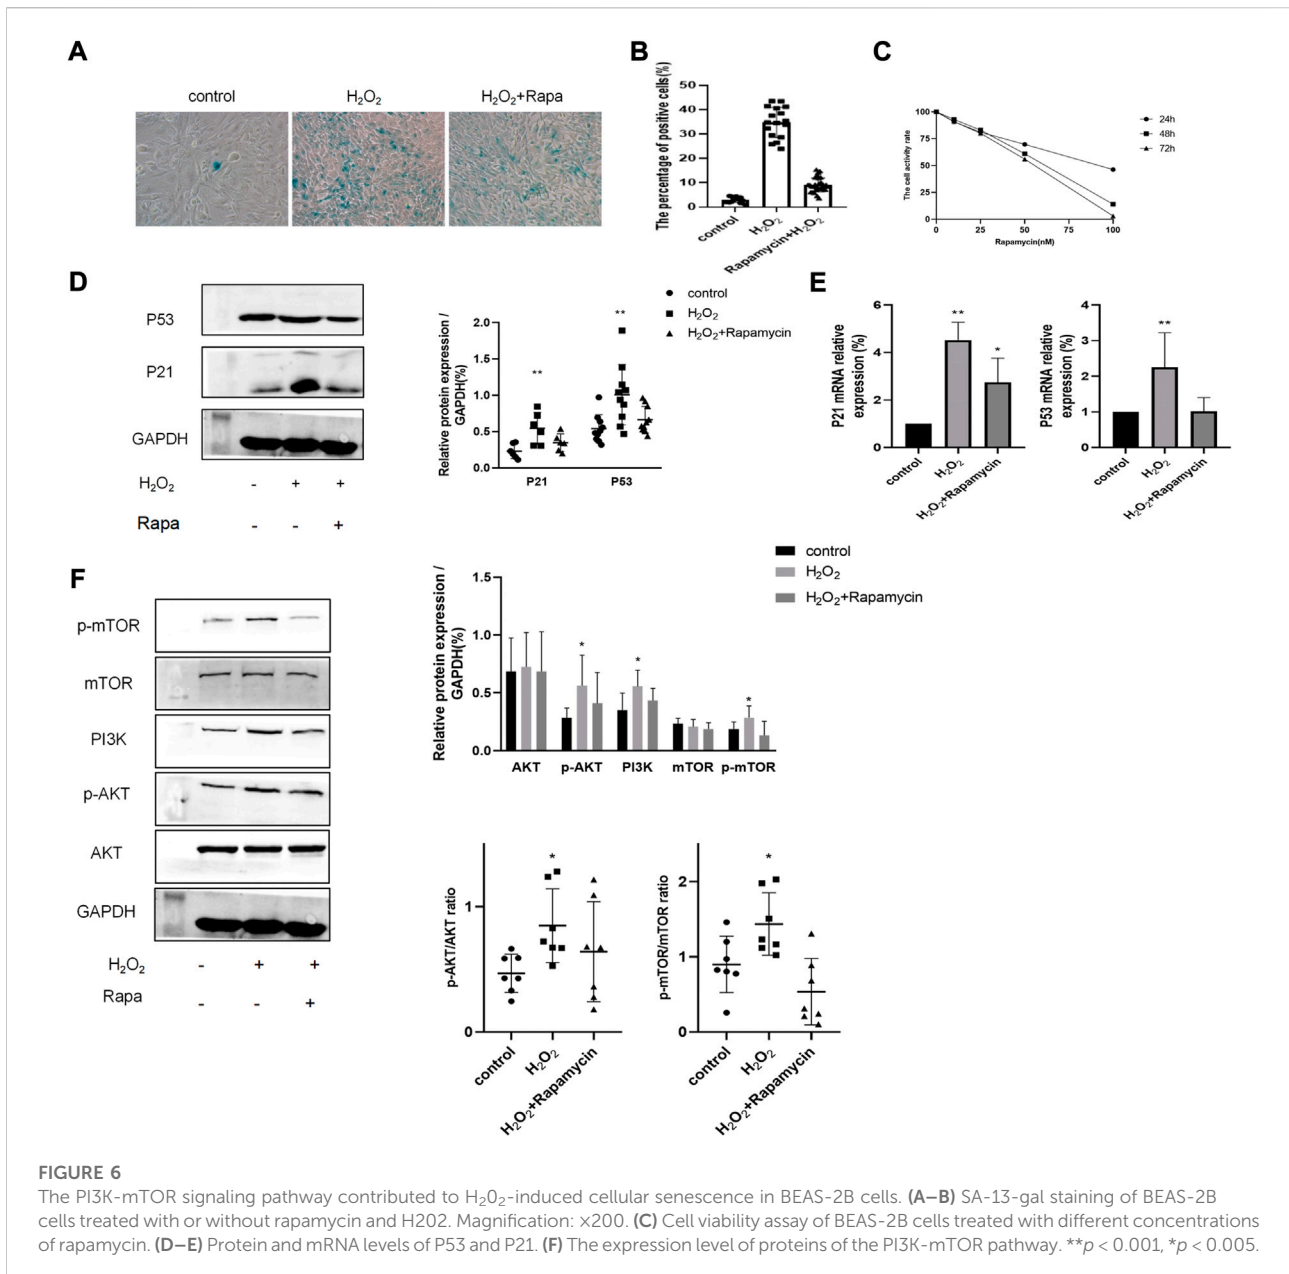 A
control
H₂O₂
H₂O₂+Rapa
B
The percentage of positive cells(%)
50
40
30
20
10
0
control
H₂O₂
Rapamycin+H₂O₂
C
The cell activity rate
100
75
50
25
0
0
25
50
75
100
Rapamycin(nM)
24h
48h
72h
D
P53
P21
GAPDH
H₂O₂
- + +
Rapa
- - +
Relative protein expression /
GAPDH(%)
2.0
1.5
1.0
0.5
0.0
**
**
P21
P53
control
H₂O₂
H₂O₂+Rapamycin
E
P21 mRNA relative
expression (%)
6
4
2
0
**
*
control
H₂O₂
H₂O₂+Rapamycin
P53 mRNA relative
expression (%)
4
3
2
1
0
**
control
H₂O₂
H₂O₂+Rapamycin
F
p-mTOR
mTOR
PI3K
p-AKT
AKT
GAPDH
H₂O₂
- + +
Rapa
- - +
control
H₂O₂
H₂O₂+Rapamycin
Relative protein expression /
GAPDH(%)
1.5
1.0
0.5
0.0
*
*
*
AKT
p-AKT
PI3K
mTOR
p-mTOR
p-AKT/AKT ratio
1
0
*
control
H₂O₂
H₂O₂+Rapamycin
p-mTOR/mTOR ratio
2
1
0
*
control
H₂O₂
H₂O₂+Rapamycin
FIGURE 6
The PI3K-mTOR signaling pathway contributed to H₂0₂-induced cellular senescence in BEAS-2B cells. (A–B) SA-13-gal staining of BEAS-2B
cells treated with or without rapamycin and H202. Magnification: ×200. (C) Cell viability assay of BEAS-2B cells treated with different concentrations
of rapamycin. (D–E) Protein and mRNA levels of P53 and P21. (F) The expression level of proteins of the PI3K-mTOR pathway. **p < 0.001, *p < 0.005.